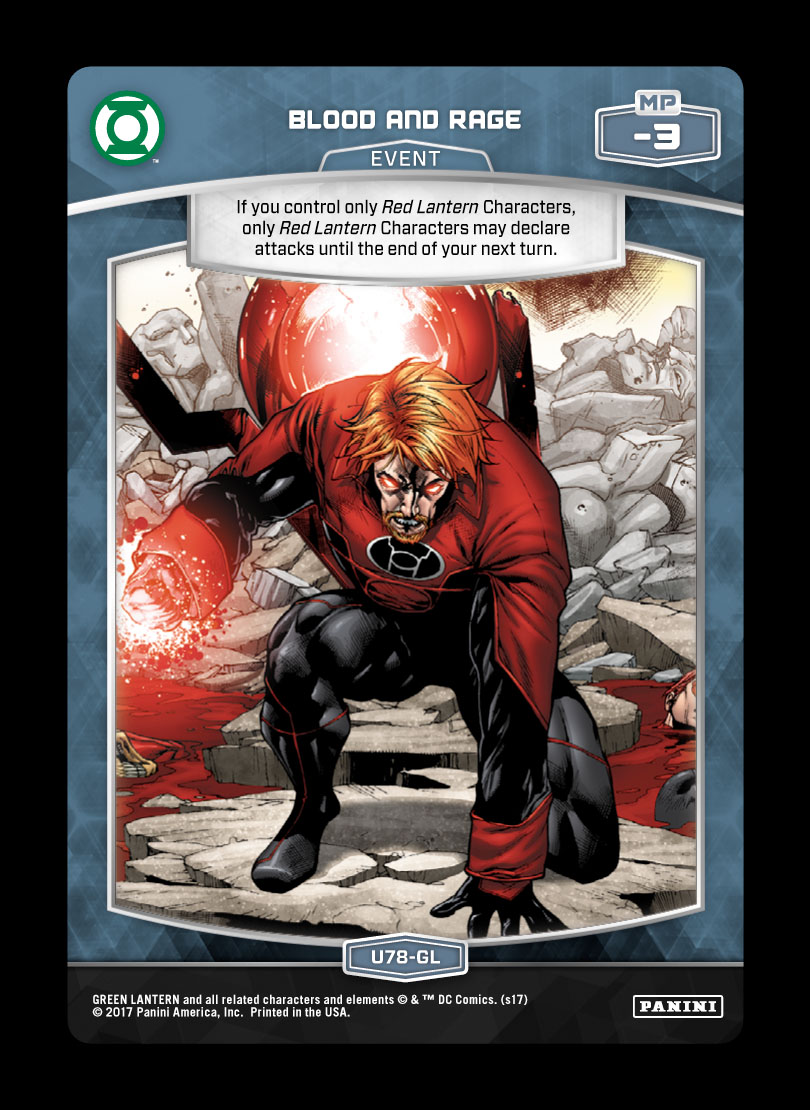 BLOOD AND RAGE
MP
-3
EVENT
If you control only Red Lantern Characters,
only Red Lantern Characters may declare
attacks until the end of your next turn.
™
U78-GL
GREEN LANTERN and all related characters and elements © & ™ DC Comics. (s17)
© 2017 Panini America, Inc. Printed in the USA.
PANINI